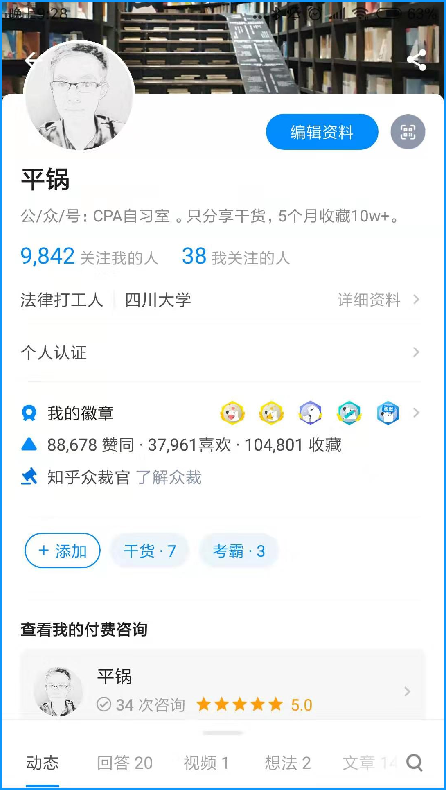 63%
编辑资料
平锅
公/众/号: CPA自习室 。只分享干货, 5个月收藏10w+。
9,842 关注我的人 38 我关注的人
法律打工人 四川大学 详细资料
个人认证
我的徽章
88,678 赞同 · 37,961喜欢 · 104,801 收藏
知乎众裁官 了解众裁
+ 添加 干货 · 7 考霸 · 3
查看我的付费咨询
平锅
34 次咨询 5.0
动态 回答 20 视频 1 想法 2 文章 14